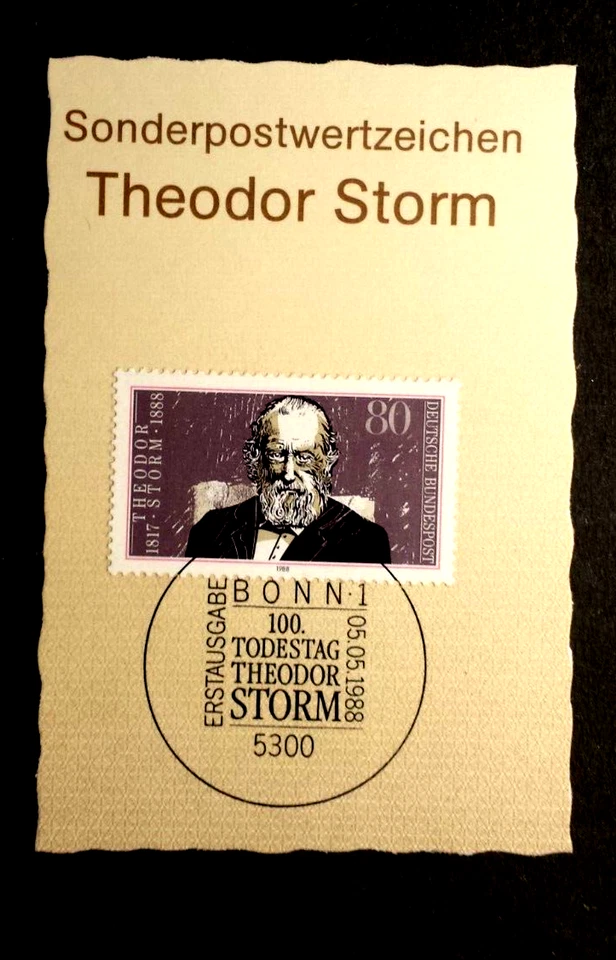 Sonderpostwertzeichen
Theodor Storm
THEODOR
STORM
1817 · 1888
80
DEUTSCHE BUNDESPOST
1988
ERSTAUSGABE
BONN·1
05.05.1988
100.
TODESTAG
THEODOR
STORM
5300